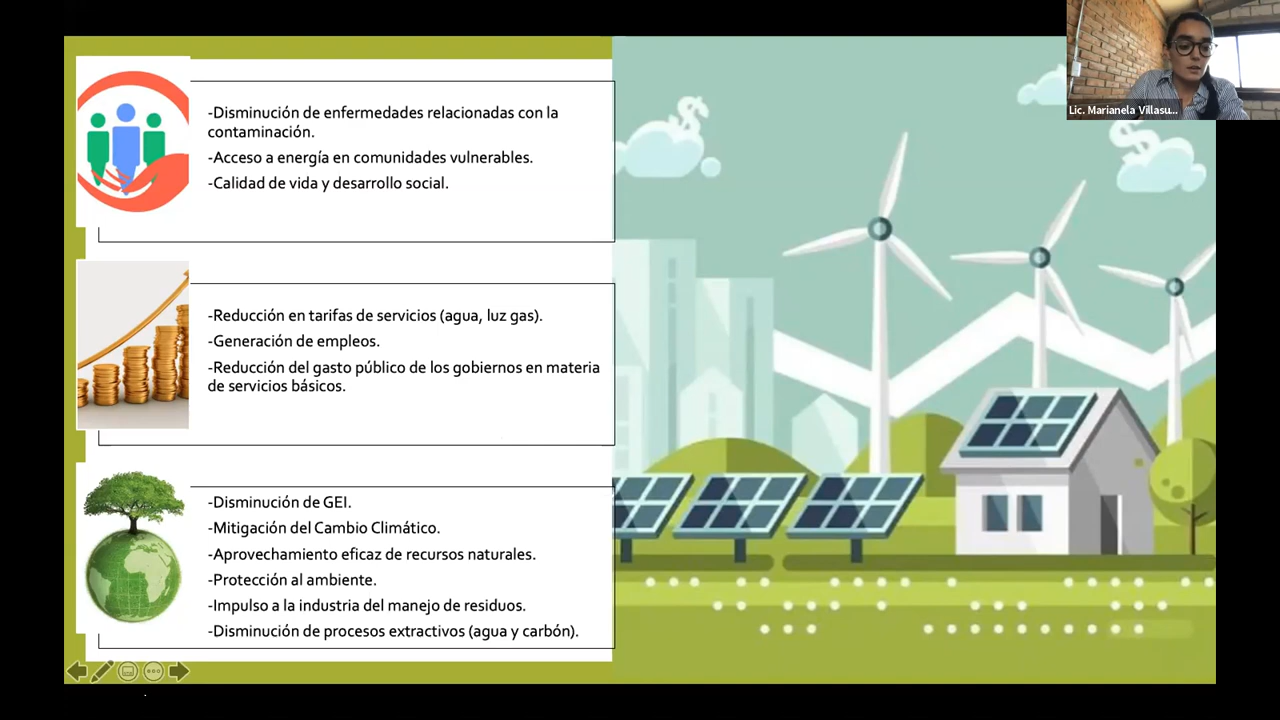 -Disminución de enfermedades relacionadas con la
contaminación.
-Acceso a energía en comunidades vulnerables.
-Calidad de vida y desarrollo social.
-Reducción en tarifas de servicios (agua, luz gas).
-Generación de empleos.
-Reducción del gasto público de los gobiernos en materia
de servicios básicos.
-Disminución de GEI.
-Mitigación del Cambio Climático.
-Aprovechamiento eficaz de recursos naturales.
-Protección al ambiente.
-Impulso a la industria del manejo de residuos.
-Disminución de procesos extractivos (agua y carbón).
$
$
Lic. Marianela Villasu...